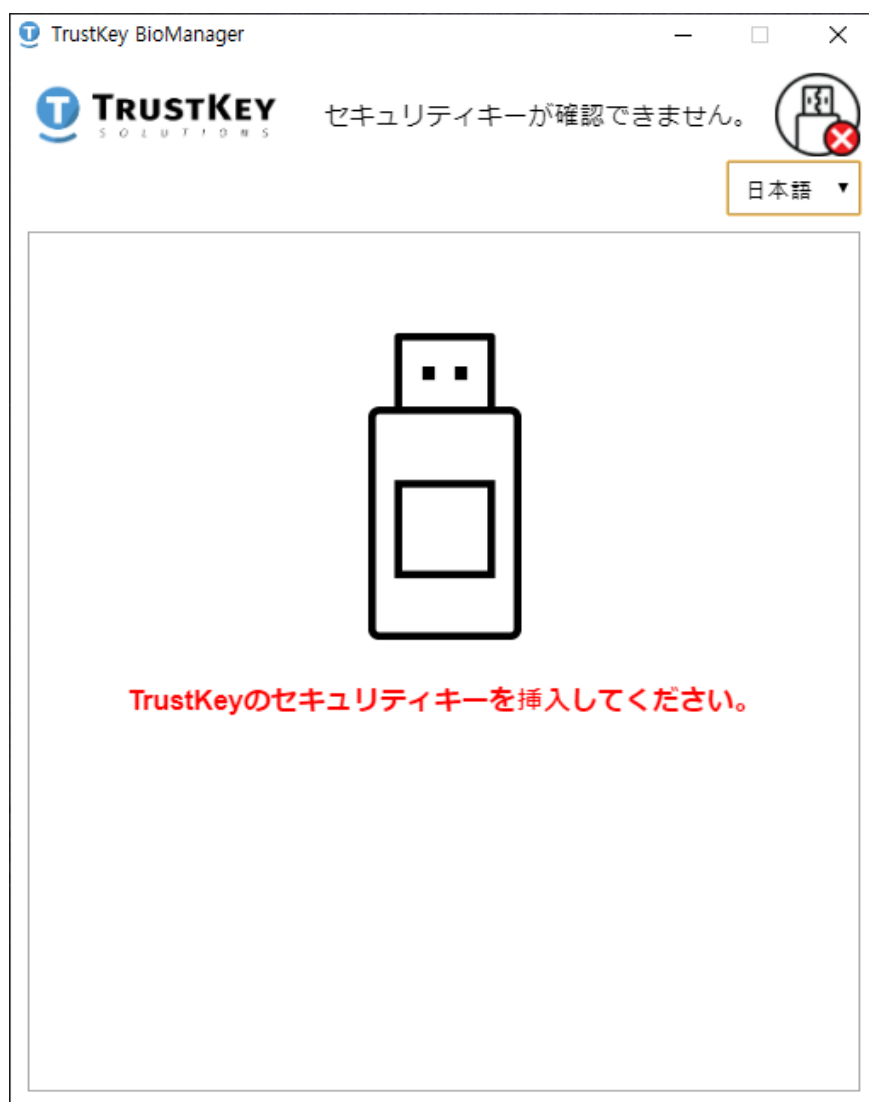 TrustKey BioManager
TRUSTKEY
SOLUTIONS
セキュリティキーが確認できません。
日本語
TrustKeyのセキュリティキーを挿入してください。